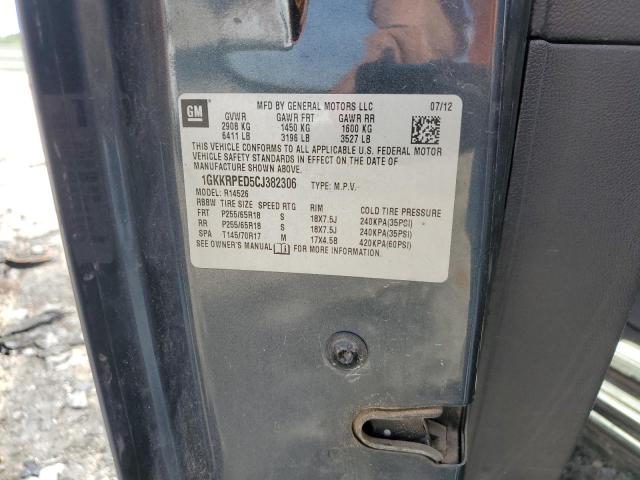 GM
MFD BY GENERAL MOTORS LLC 07/12
GVWR GAWR FRT GAWR RR
2908 KG 1450 KG 1600 KG
6411 LB 3196 LB 3527 LB
THIS VEHICLE CONFORMS TO ALL APPLICABLE U.S. FEDERAL MOTOR
VEHICLE SAFETY STANDARDS IN EFFECT ON THE DATE OF
MANUFACTURE SHOWN ABOVE.
1GKKRPED5CJ382306 TYPE: M.P.V.
MODEL: R14526
RBBW TIRE SIZE SPEED RTG RIM COLD TIRE PRESSURE
FRT P255/65R18 S 18X7.5J 240KPA(35PCI)
RR P255/65R18 S 18X7.5J 240KPA(35PSI)
SPA T145/70R17 M 17X4.5B 420KPA(60PSI)
SEE OWNER'S MANUAL FOR MORE INFORMATION.